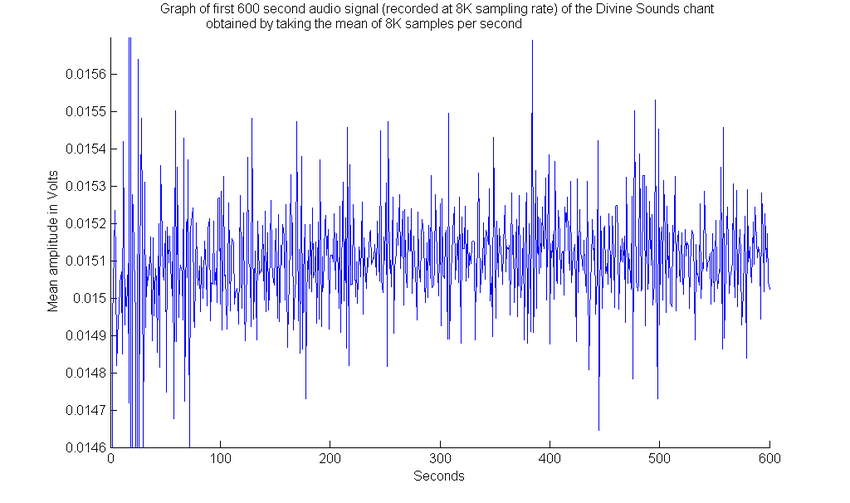 Graph of first 600 second audio signal (recorded at 8K sampling rate) of the Divine Sounds chant
obtained by taking the mean of 8K samples per second
Mean amplitude in Volts
0.0156
0.0155
0.0154
0.0153
0.0152
0.0151
0.015
0.0149
0.0148
0.0147
0.0146
0 100 200 300 400 500 600
Seconds